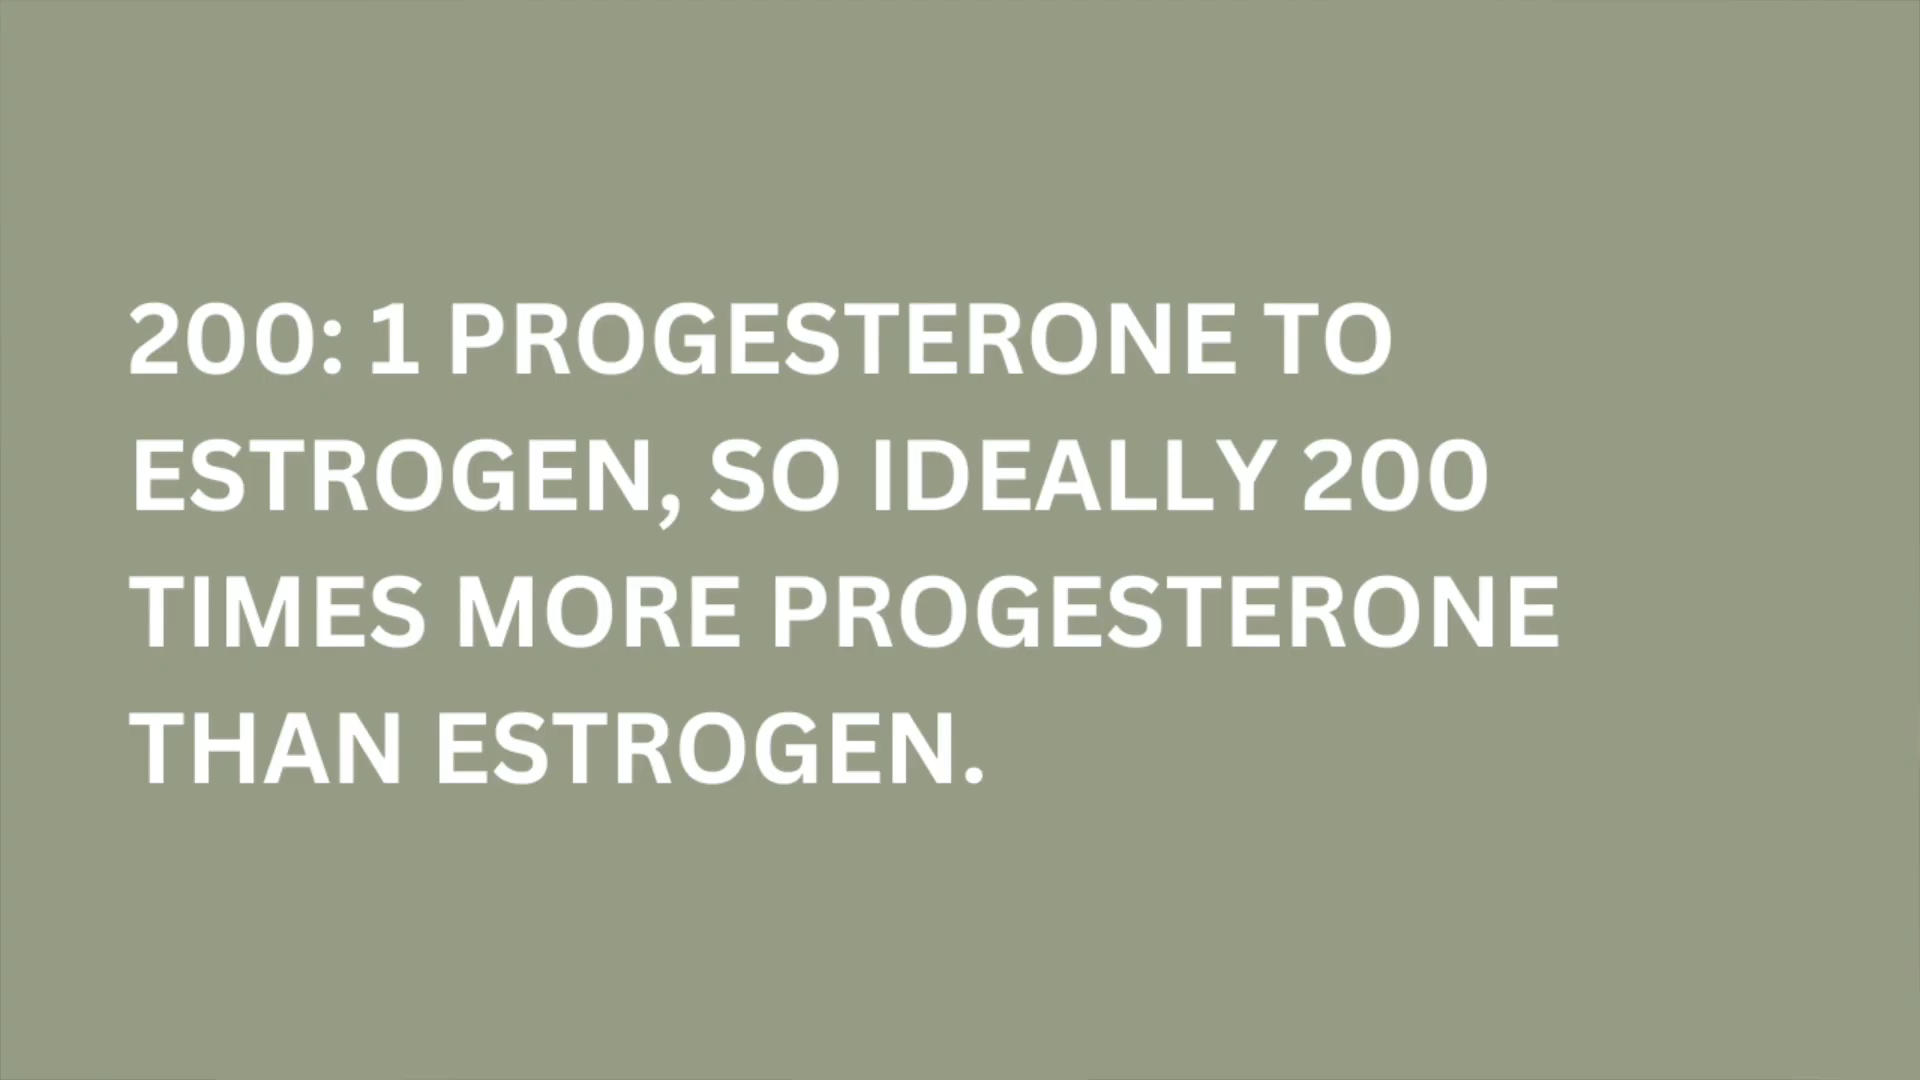 200: 1 PROGESTERONE TO
ESTROGEN, SO IDEALLY 200
TIMES MORE PROGESTERONE
THAN ESTROGEN.